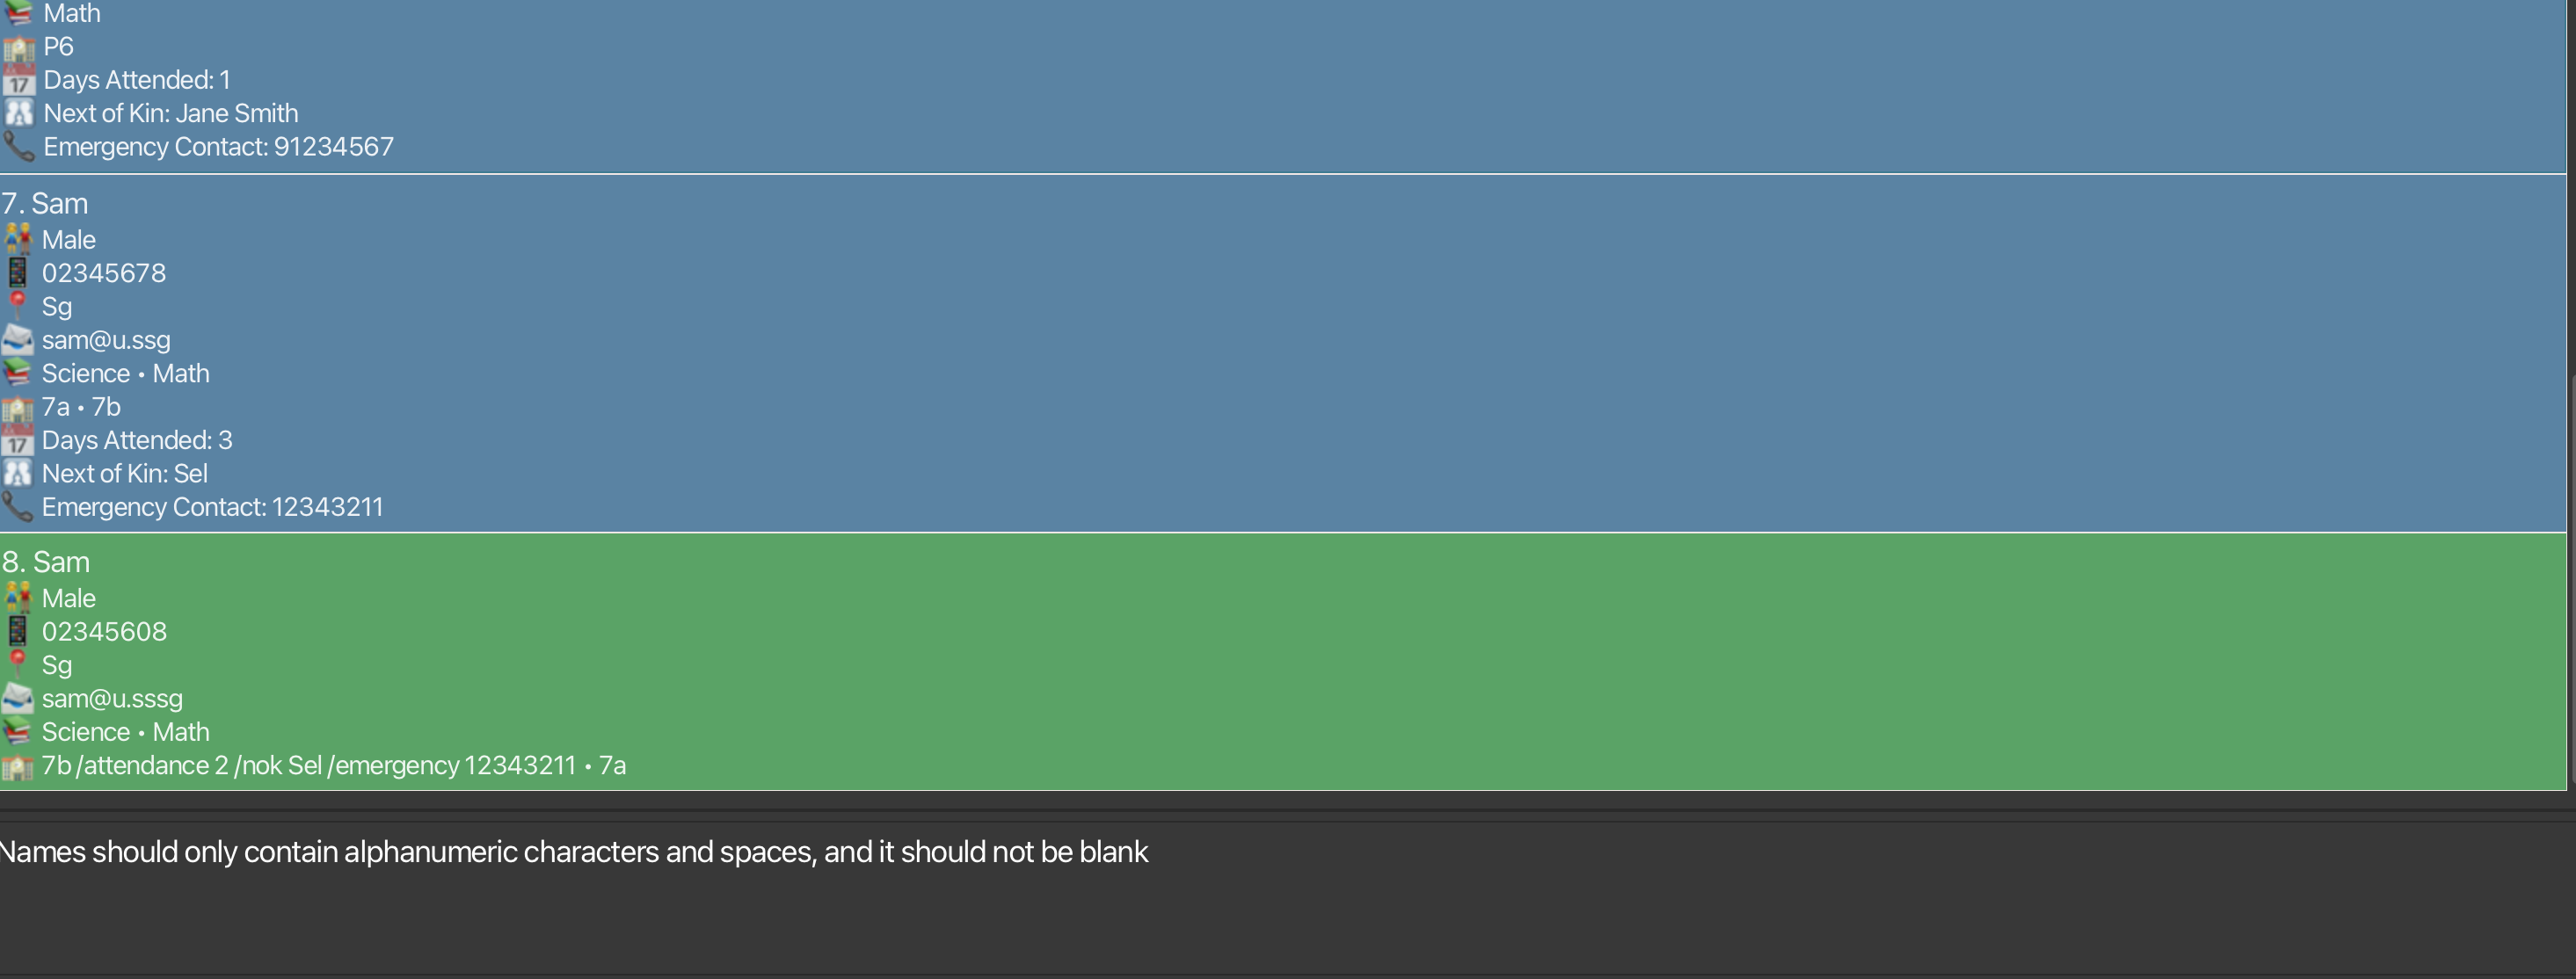 Math
P6
17 Days Attended: 1
Next of Kin: Jane Smith
Emergency Contact: 91234567
7. Sam
Male
02345678
Sg
sam@u.ssg
Science • Math
7a • 7b
17 Days Attended: 3
Next of Kin: Sel
Emergency Contact: 12343211
8. Sam
Male
02345608
Sg
sam@u.sssg
Science • Math
7b /attendance 2 /nok Sel /emergency 12343211 • 7a
Names should only contain alphanumeric characters and spaces, and it should not be blank